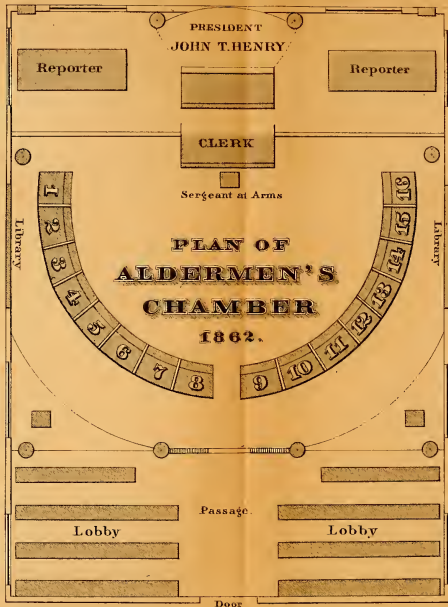 PRESIDENT
JOHN T. HENRY
Reporter
Reporter
CLERK
Sergeant at Arms
Library
Library
PLAN OF
ALDERMEN'S
CHAMBER
1862.
1
2
3
4
5
6
7
8
9
10
11
12
13
14
15
16
Passage.
Lobby
Lobby
Door